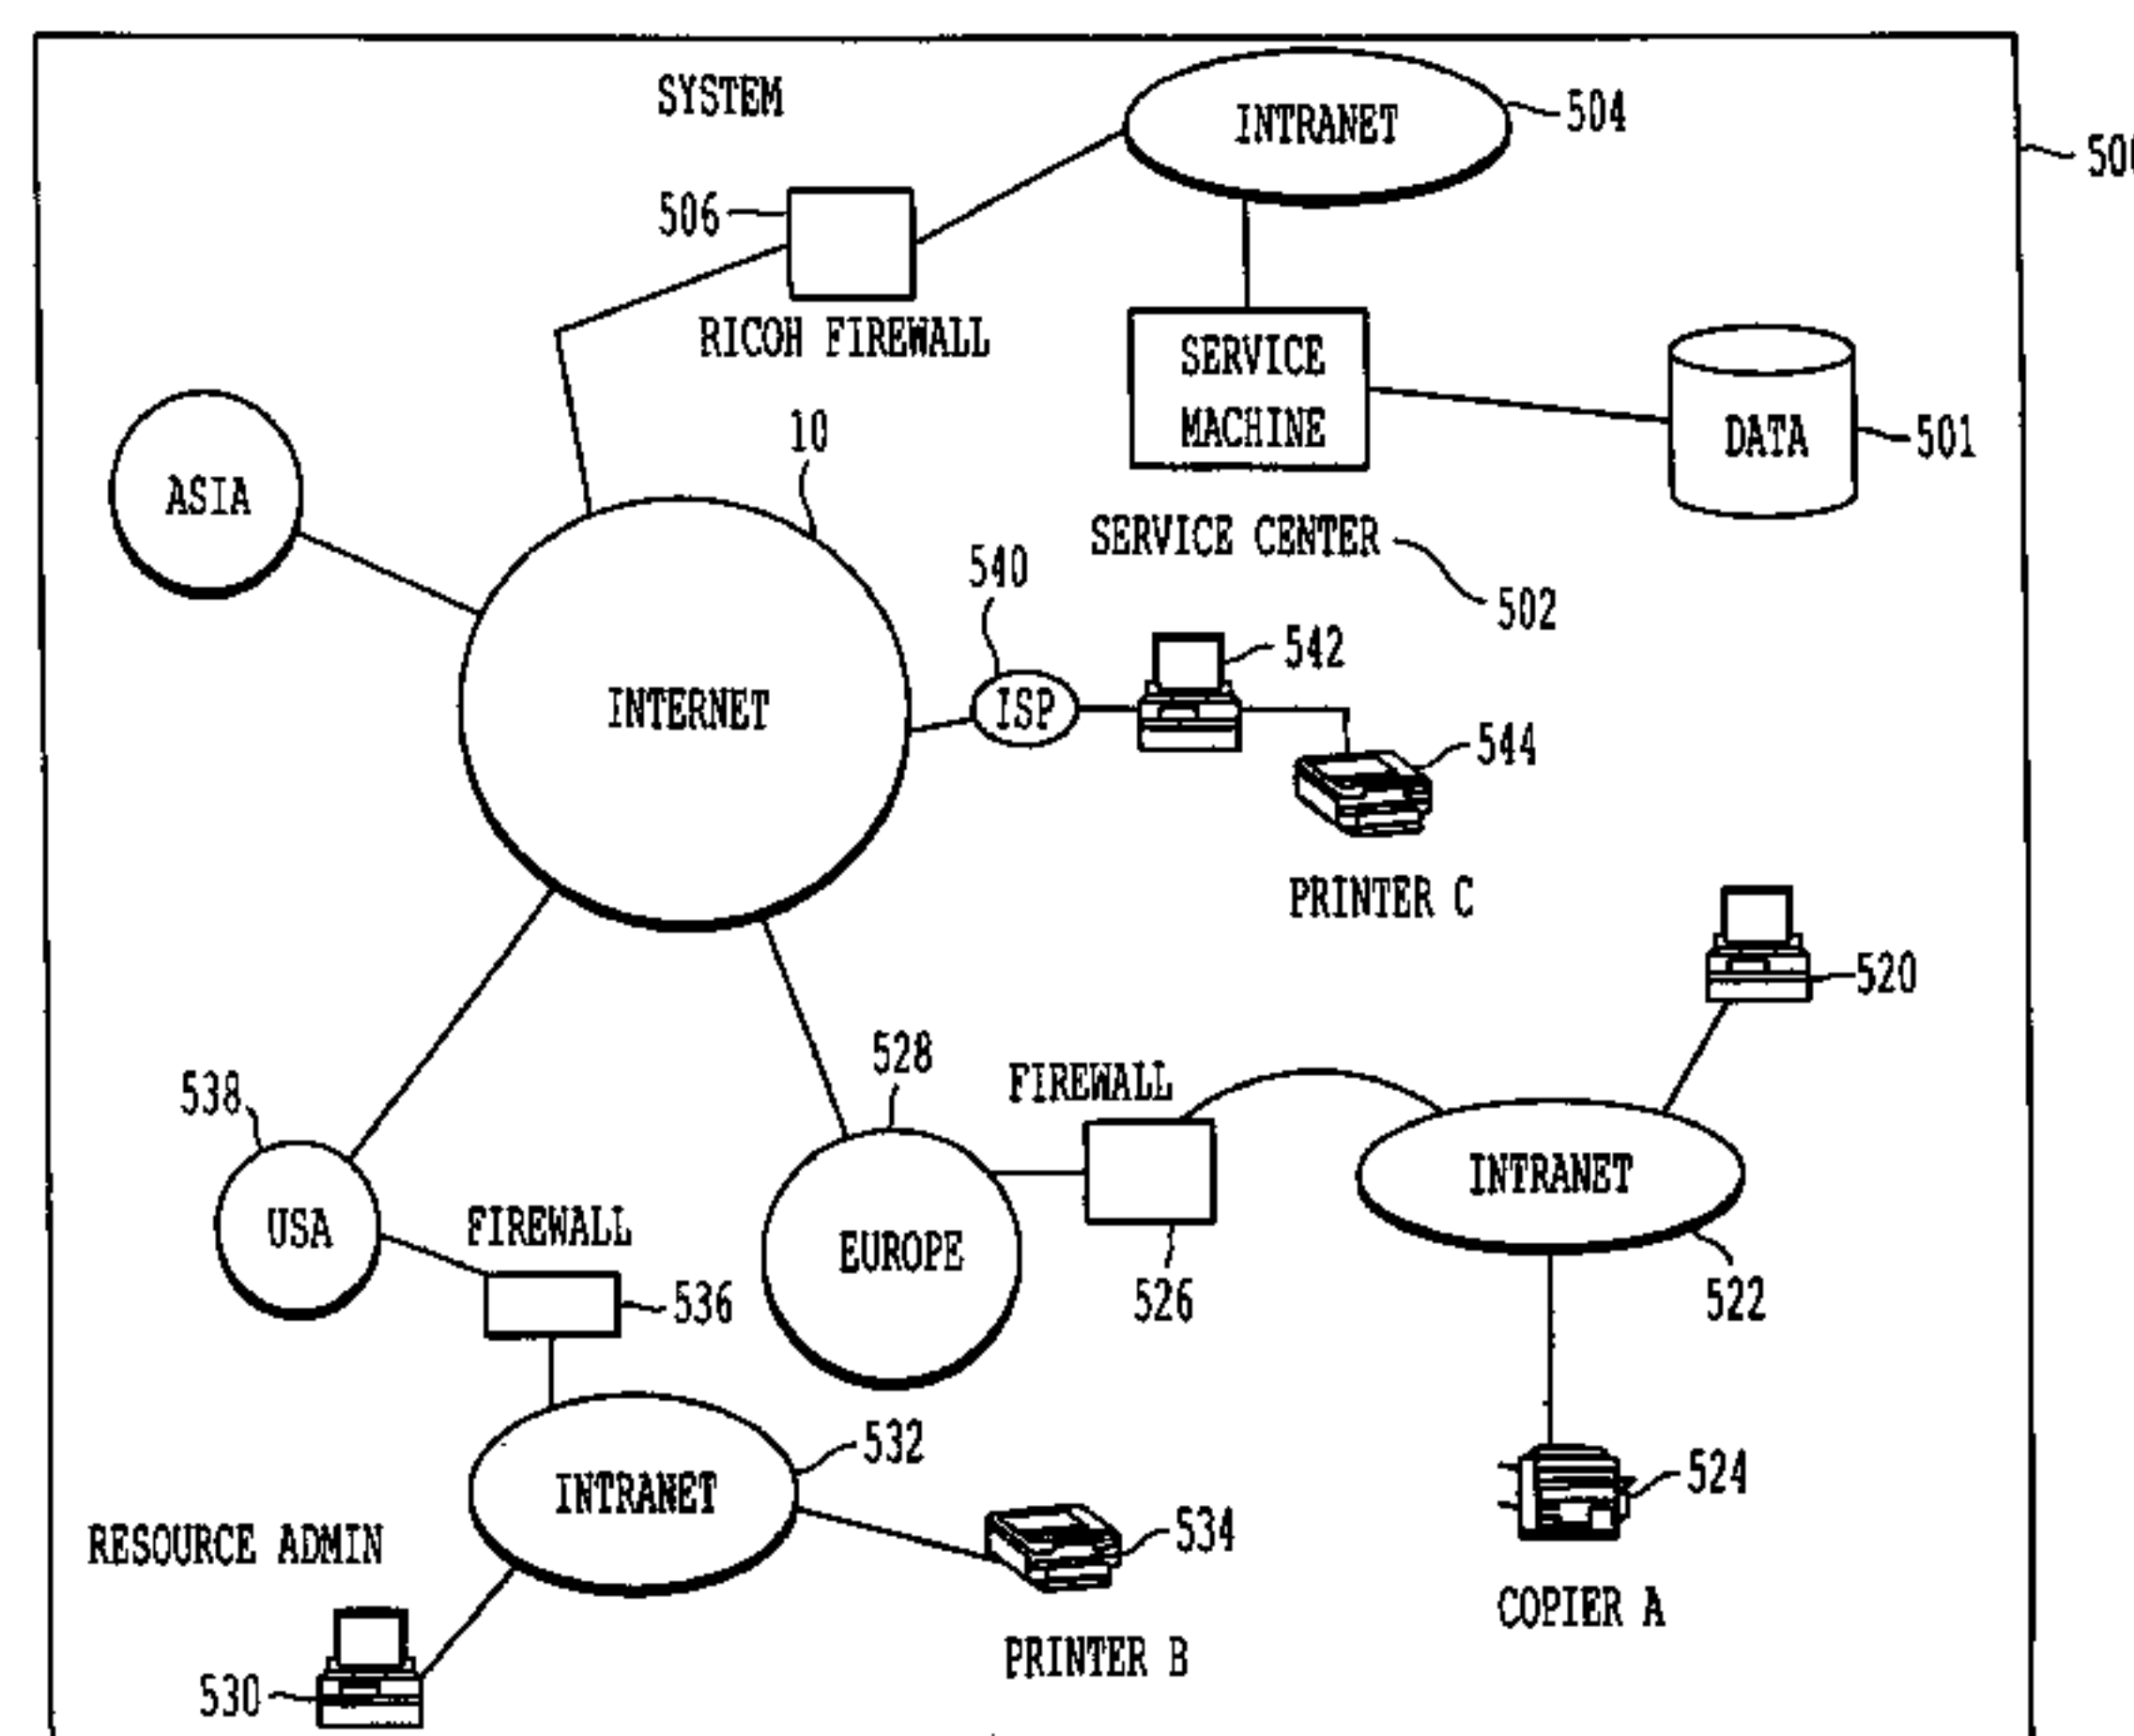 SYSTEM
INTRANET
504
506
RICOH FIREWALL
SERVICE
MACHINE
DATA
501
10
ASIA
SERVICE CENTER
502
540
INTERNET
ISP
542
544
PRINTER C
520
528
FIREWALL
538
INTRANET
USA
FIREWALL
EUROPE
536
526
522
532
INTRANET
524
534
RESOURCE ADMIN
COPIER A
PRINTER B
530